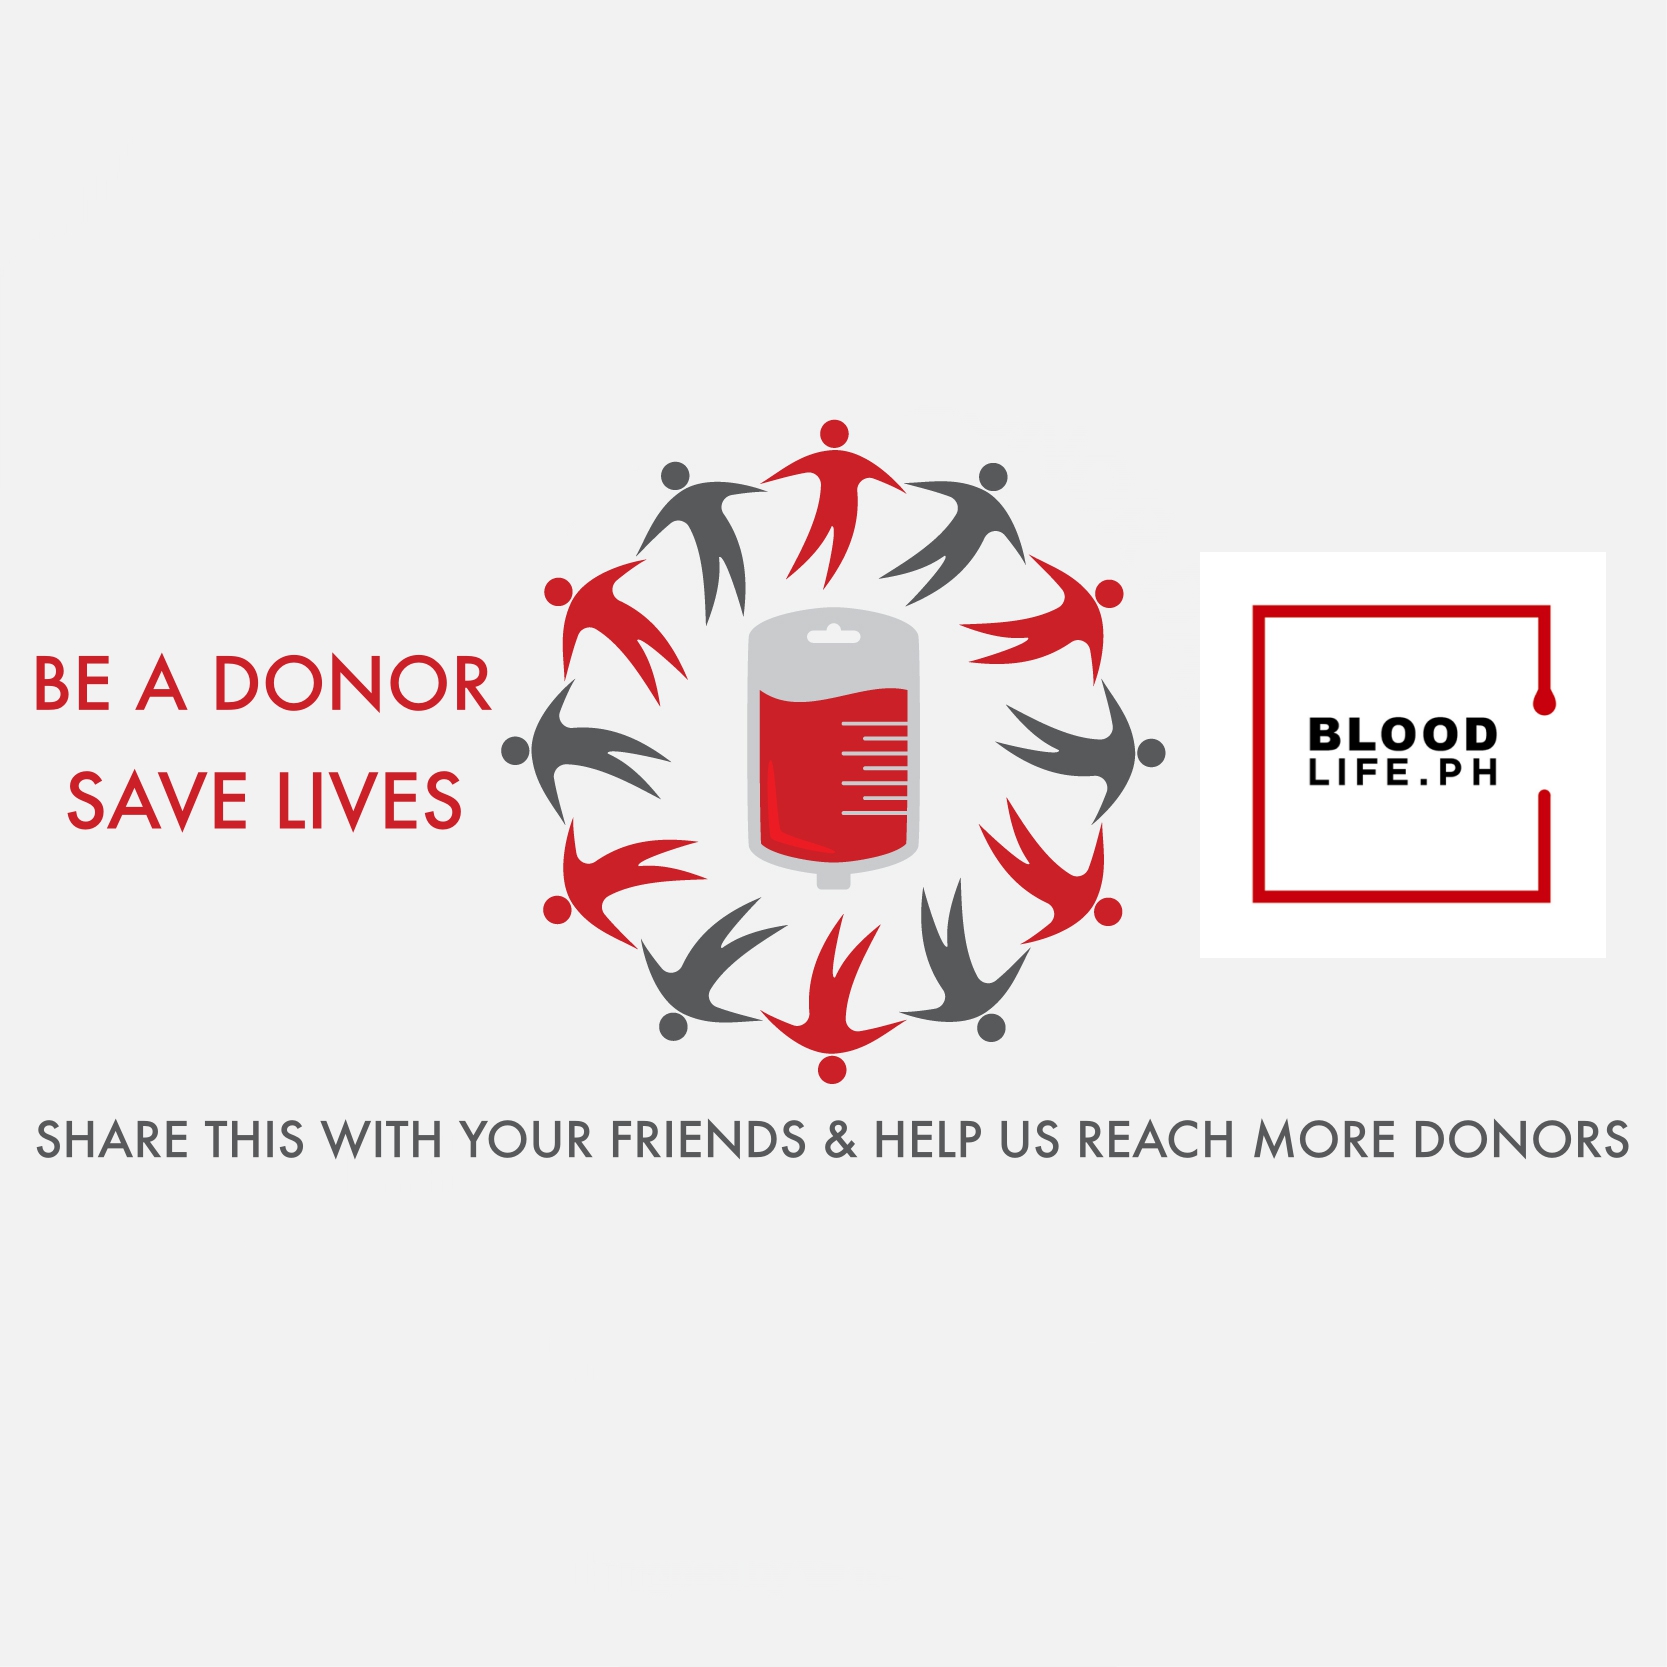 BE A DONOR
SAVE LIVES
BLOOD
LIFE.PH
SHARE THIS WITH YOUR FRIENDS & HELP US REACH MORE DONORS